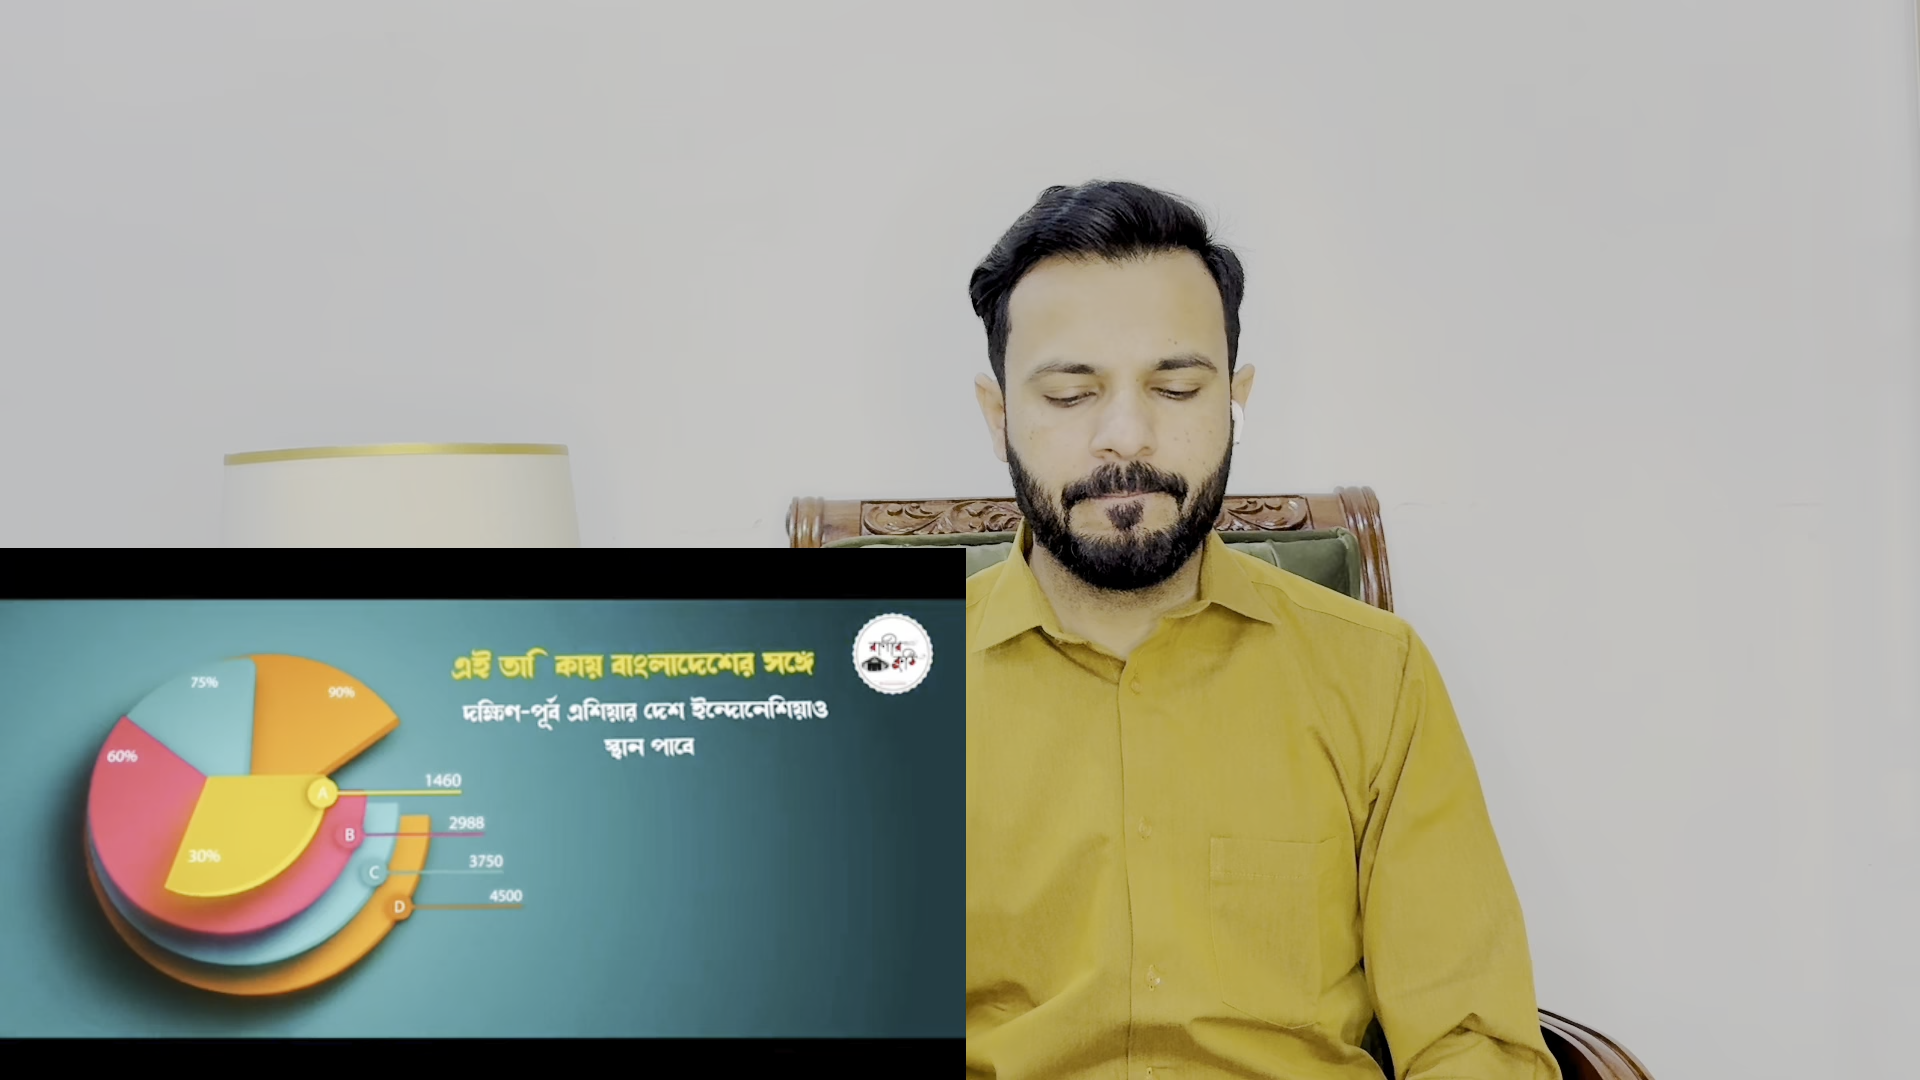 এই তা ি কায় বাংলাদেশের সঙ্গে
দক্ষিণ-পূর্ব এশিয়ার দেশ ইন্দোনেশিয়াও
স্থান পাবে
75%
90%
60%
30%
A
1460
B
2988
C
3750
D
4500